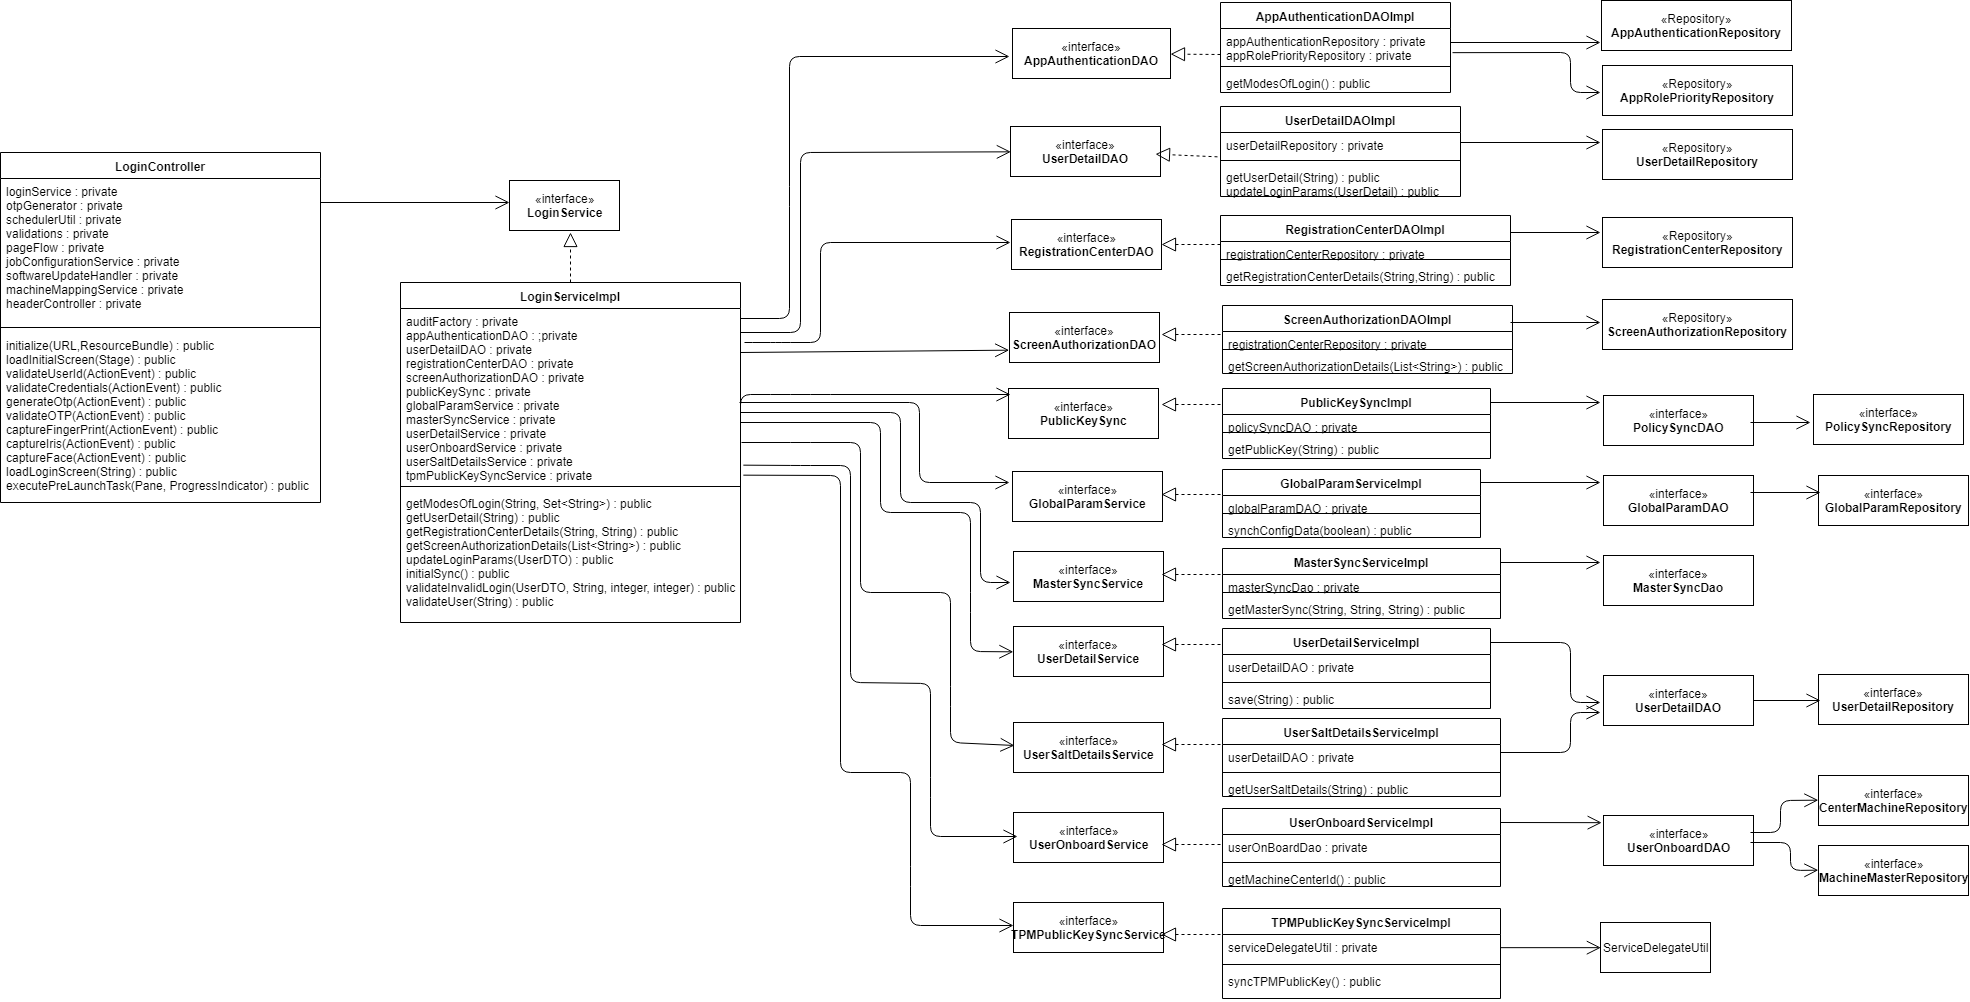 LoginController
loginService : private
otpGenerator : private
schedulerUtil : private
validations : private
pageFlow : private
jobConfigurationService : private
softwareUpdateHandler : private
machineMappingService : private
headerController : private
initialize(URL,ResourceBundle) : public
loadInitialScreen(Stage) : public
validateUserId(ActionEvent) : public
validateCredentials(ActionEvent) : public
generateOtp(ActionEvent) : public
validateOTP(ActionEvent) : public
captureFingerPrint(ActionEvent) : public
captureIris(ActionEvent) : public
captureFace(ActionEvent) : public
loadLoginScreen(String) : public
executePreLaunchTask(Pane, ProgressIndicator) : public
«interface»
LoginService
LoginServiceImpl
auditFactory : private
appAuthenticationDAO : ;private
userDetailDAO : private
registrationCenterDAO : private
screenAuthorizationDAO : private
publicKeySync : private
globalParamService : private
masterSyncService : private
userDetailService : private
userOnboardService : private
userSaltDetailsService : private
tpmPublicKeySyncService : private
getModesOfLogin(String, Set<String>) : public
getUserDetail(String) : public
getRegistrationCenterDetails(String, String) : public
getScreenAuthorizationDetails(List<String>) : public
updateLoginParams(UserDTO) : public
initialSync() : public
validateInvalidLogin(UserDTO, String, integer, integer) : public
validateUser(String) : public
«interface»
AppAuthenticationDAO
AppAuthenticationDAOImpl
appAuthenticationRepository : private
appRolePriorityRepository : private
getModesOfLogin() : public
«Repository»
AppAuthenticationRepository
«Repository»
AppRolePriorityRepository
«interface»
UserDetailDAO
UserDetailDAOImpl
userDetailRepository : private
getUserDetail(String) : public
updateLoginParams(UserDetail) : public
«Repository»
UserDetailRepository
«interface»
RegistrationCenterDAO
RegistrationCenterDAOImpl
registrationCenterRepository : private
getRegistrationCenterDetails(String,String) : public
«Repository»
RegistrationCenterRepository
«interface»
ScreenAuthorizationDAO
ScreenAuthorizationDAOImpl
registrationCenterRepository : private
getScreenAuthorizationDetails(List<String>) : public
«Repository»
ScreenAuthorizationRepository
«interface»
PublicKeySync
PublicKeySyncImpl
policySyncDAO : private
getPublicKey(String) : public
«interface»
PolicySyncDAO
«interface»
PolicySyncRepository
«interface»
GlobalParamService
GlobalParamServiceImpl
globalParamDAO : private
synchConfigData(boolean) : public
«interface»
GlobalParamDAO
«interface»
GlobalParamRepository
«interface»
MasterSyncService
MasterSyncServiceImpl
masterSyncDao : private
getMasterSync(String, String, String) : public
«interface»
MasterSyncDao
«interface»
UserDetailService
UserDetailServiceImpl
userDetailDAO : private
save(String) : public
«interface»
UserDetailDAO
«interface»
UserDetailRepository
«interface»
UserSaltDetailsService
UserSaltDetailsServiceImpl
userDetailDAO : private
getUserSaltDetails(String) : public
«interface»
UserOnboardService
UserOnboardServiceImpl
userOnBoardDao : private
getMachineCenterId() : public
«interface»
UserOnboardDAO
«interface»
CenterMachineRepository
«interface»
MachineMasterRepository
«interface»
TPMPublicKeySyncService
TPMPublicKeySyncServiceImpl
serviceDelegateUtil : private
syncTPMPublicKey() : public
ServiceDelegateUtil